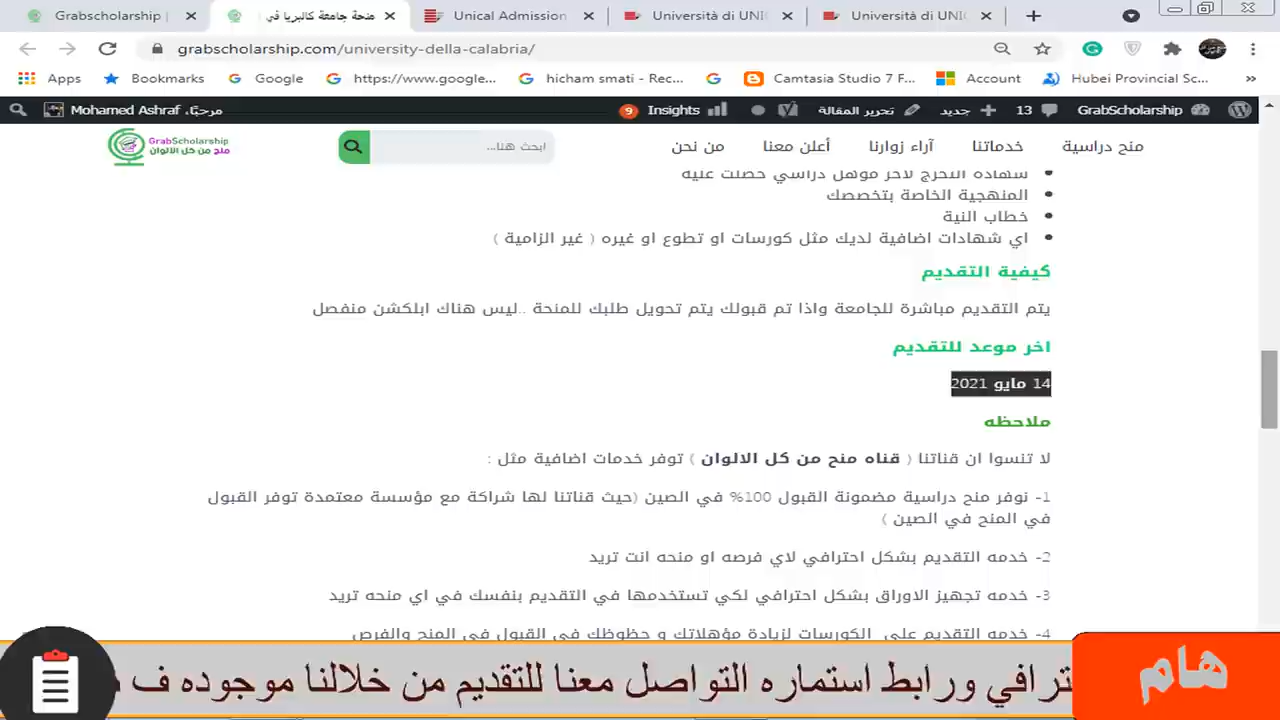 Grabscholarship |
منحة جامعة كالبريا في
Unical Admission
Università di UNIC
Università di UNIC
grabscholarship.com/university-della-calabria/
Apps
Bookmarks
Google
https://www.google...
hicham smati - Rec...
Camtasia Studio 7 F...
Account
Hubei Provincial Sc...
»
مرحبًا، Mohamed Ashraf
9
Insights
تحرير المقالة
جديد
13
GrabScholarship
GrabScholarship
منح من كل الألوان
ابحث هنا...
منح دراسية
خدماتنا
آراء زوارنا
أعلن معنا
من نحن
شهادة التخرج لآخر مؤهل دراسي حصلت عليه
المنهجية الخاصة بتخصصك
خطاب النية
اي شهادات اضافية لديك مثل كورسات او تطوع او غيره ( غير الزامية )
كيفية التقديم
يتم التقديم مباشرة للجامعة واذا تم قبولك يتم تحويل طلبك للمنحة ..ليس هناك ابلكشن منفصل
اخر موعد للتقديم
14 مايو 2021
ملاحظه
لا تنسوا ان قناتنا ( قناه منح من كل الالوان ) توفر خدمات اضافية مثل :
1- نوفر منح دراسية مضمونة القبول 100% في الصين (حيث قناتنا لها شراكة مع مؤسسة معتمدة توفر القبول
في المنح في الصين )
2- خدمه التقديم بشكل احترافي لاي فرصه او منحه انت تريد
3- خدمه تجهيز الاوراق بشكل احترافي لكي تستخدمها في التقديم بنفسك في اي منحه تريد
4- خدمه التقديم على الكورسات لزيادة مؤهلاتك و حظوظك في القبول في المنح والفرص
هام
ترافي ورابط استماره التواصل معنا للتقديم من خلالنا موجوده ف